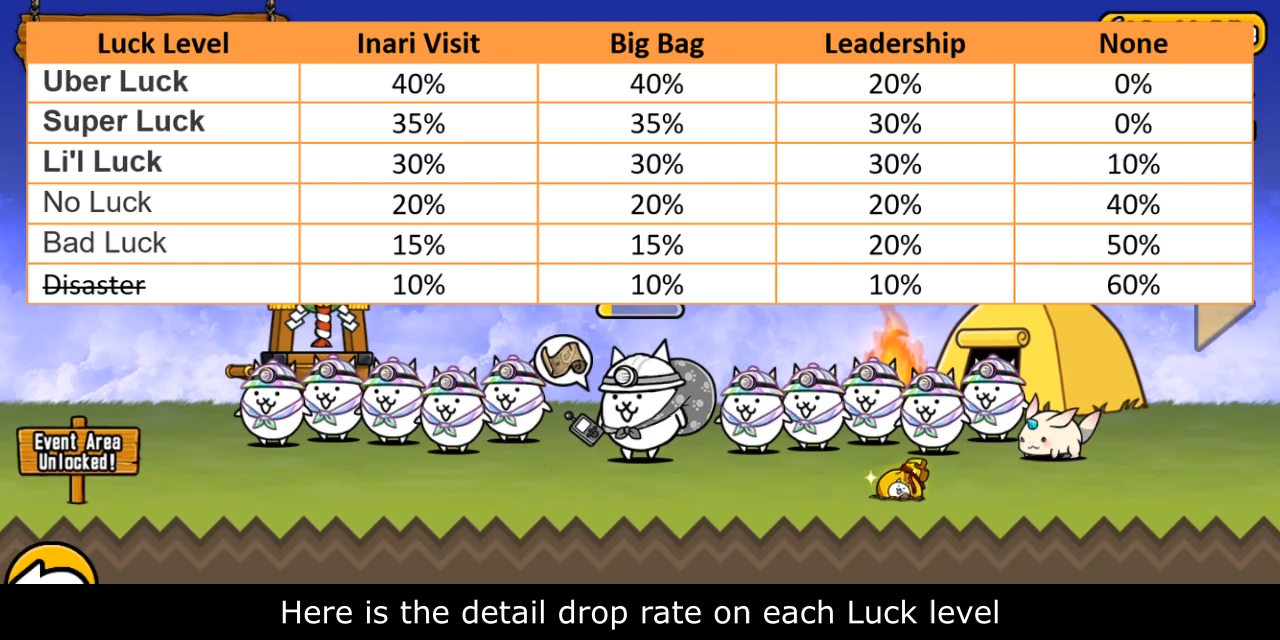 Luck Level Inari Visit Big Bag Leadership None
Uber Luck 40% 40% 20% 0%
Super Luck 35% 35% 30% 0%
Li'l Luck 30% 30% 30% 10%
No Luck 20% 20% 20% 40%
Bad Luck 15% 15% 20% 50%
Disaster 10% 10% 10% 60%
Event Area
Unlocked!
Here is the detail drop rate on each Luck level